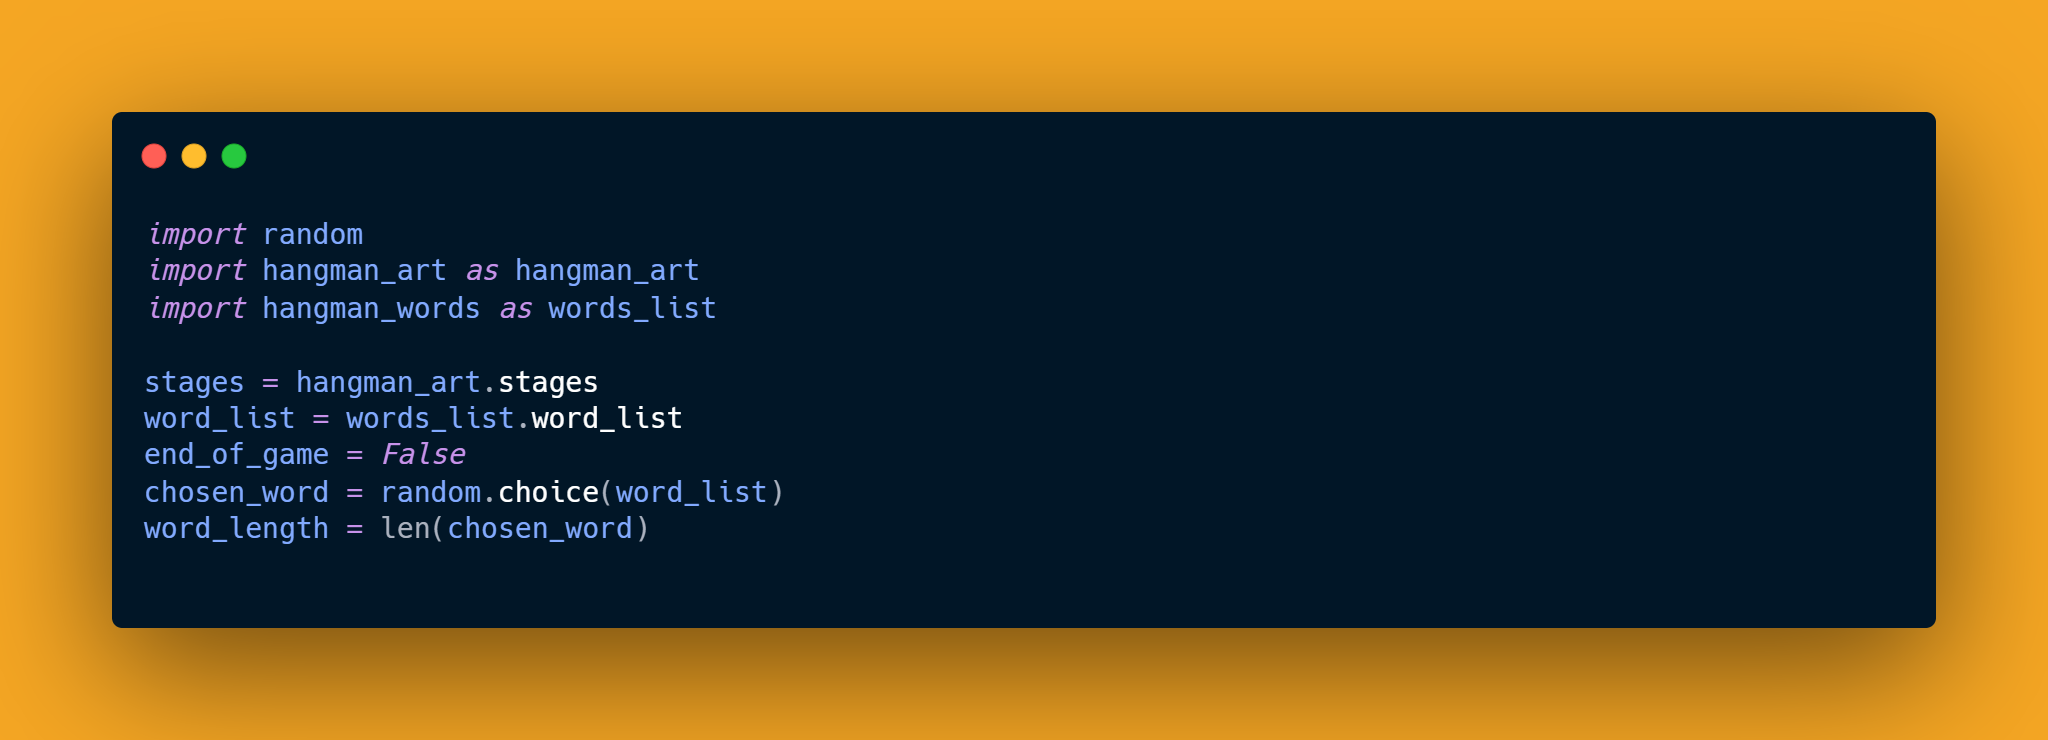 import random
import hangman_art as hangman_art
import hangman_words as words_list
stages = hangman_art.stages
word_list = words_list.word_list
end_of_game = False
chosen_word = random.choice(word_list)
word_length = len(chosen_word)